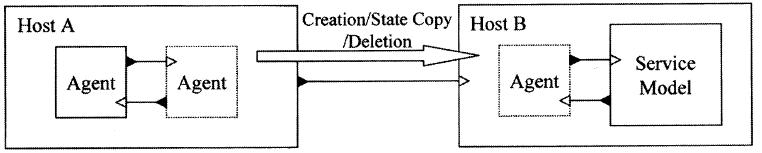 Host A
Agent
Agent
Creation/State Copy
/Deletion
Host B
Agent
Service
Model